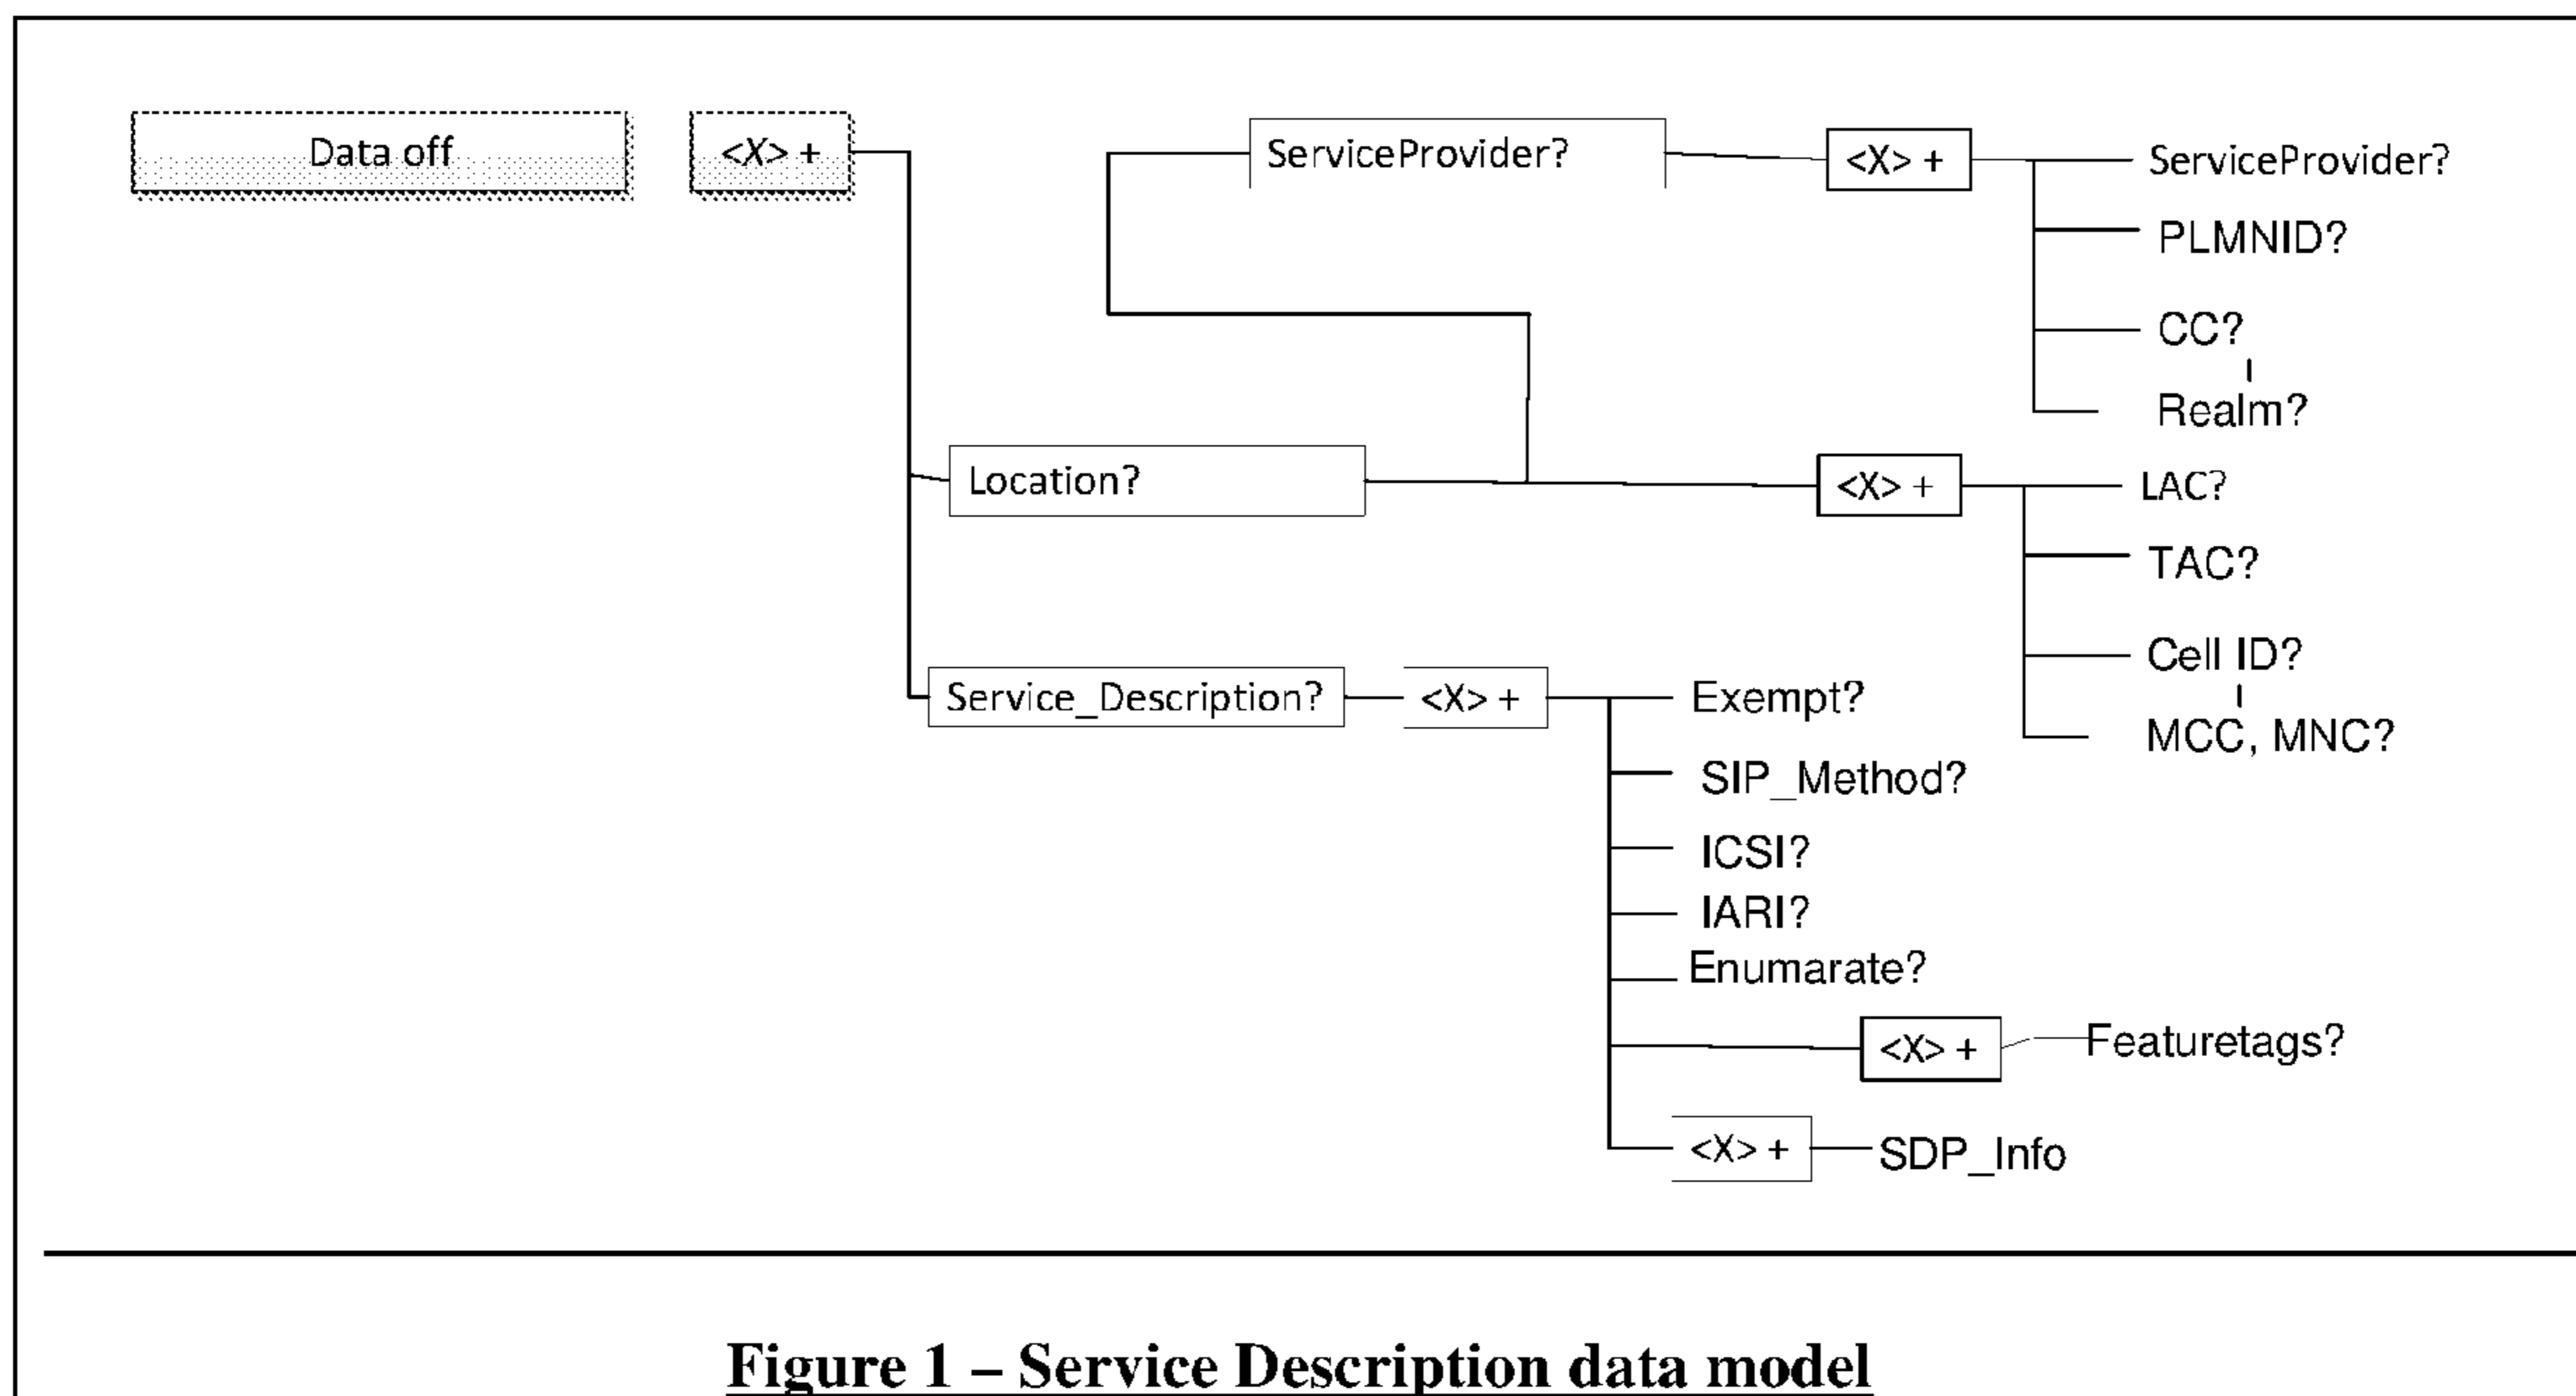 Data off
<X> +
ServiceProvider?
<X> +
ServiceProvider?
PLMNID?
CC?
Realm?
Location?
<X> +
LAC?
TAC?
Cell ID?
MCC, MNC?
Service_Description?
<X> +
Exempt?
SIP_Method?
ICSI?
IARI?
Enumarate?
<X> +
Featuretags?
<X> +
SDP_Info
Figure 1 – Service Description data model